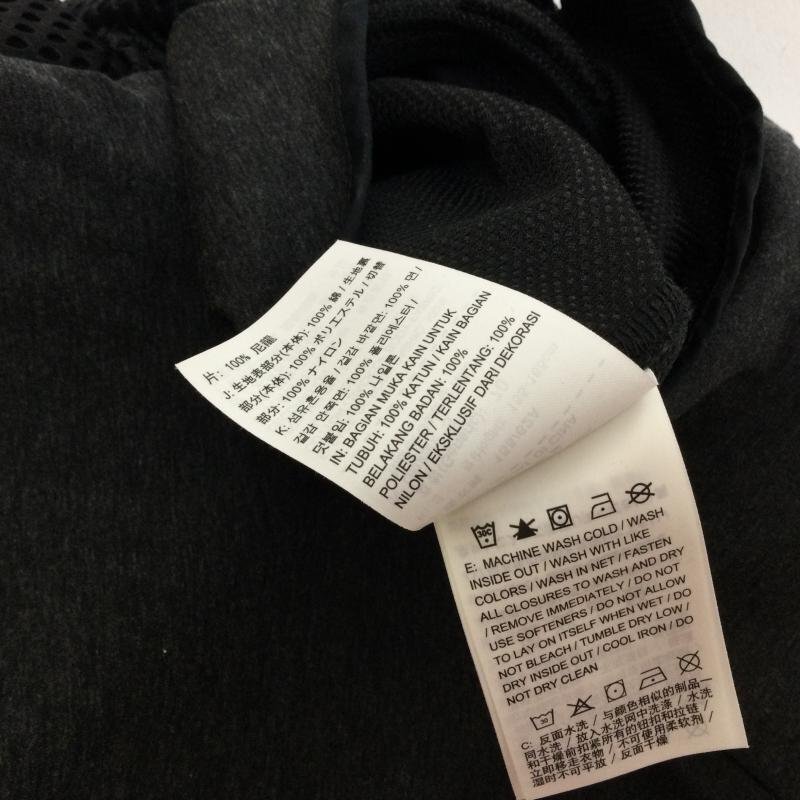 片: 100% 尼龍
J: 生地表部分(本体): 100% 綿 / 生地裏
部分(本体): 100% ポリエステル / 切替
部分: 100% ナイロン
K: 섬유혼용율 / 겉감 바깥면: 100% 면 /
겉감 안쪽면: 100% 폴리에스터 /
덧붙임: 100% 나일론
IN: BAGIAN MUKA KAIN UNTUK
TUBUH: 100% KATUN / KAIN BAGIAN
BELAKANG BADAN: 100%
POLIESTER / TERLENTANG: 100%
NILON / EKSKLUSIF DARI DEKORASI
30C
E: MACHINE WASH COLD / WASH
INSIDE OUT / WASH WITH LIKE
COLORS / WASH IN NET / FASTEN
ALL CLOSURES TO WASH AND DRY
/ REMOVE IMMEDIATELY / DO NOT
USE SOFTENERS / DO NOT ALLOW
TO LAY ON ITSELF WHEN WET / DO
NOT BLEACH / TUMBLE DRY LOW /
DRY INSIDE OUT / COOL IRON / DO
NOT DRY CLEAN
30
C: 反面水洗 / 与颜色相似的制品一
同水洗 / 放入水洗网中洗涤 / 水洗
和干燥前扣紧所有的钮扣和拉链 /
立即移走衣物 / 不可使用柔软剂 /
湿时不可平放 / 反面干燥